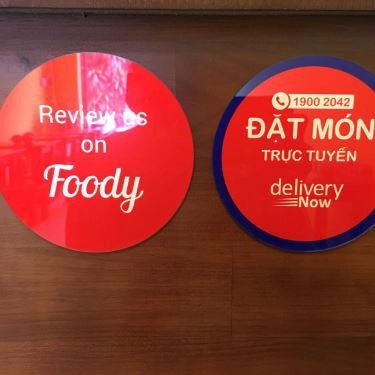 Review us
on
Foody
1900 2042
ĐẶT MÓN
TRỰC TUYẾN
delivery
Now